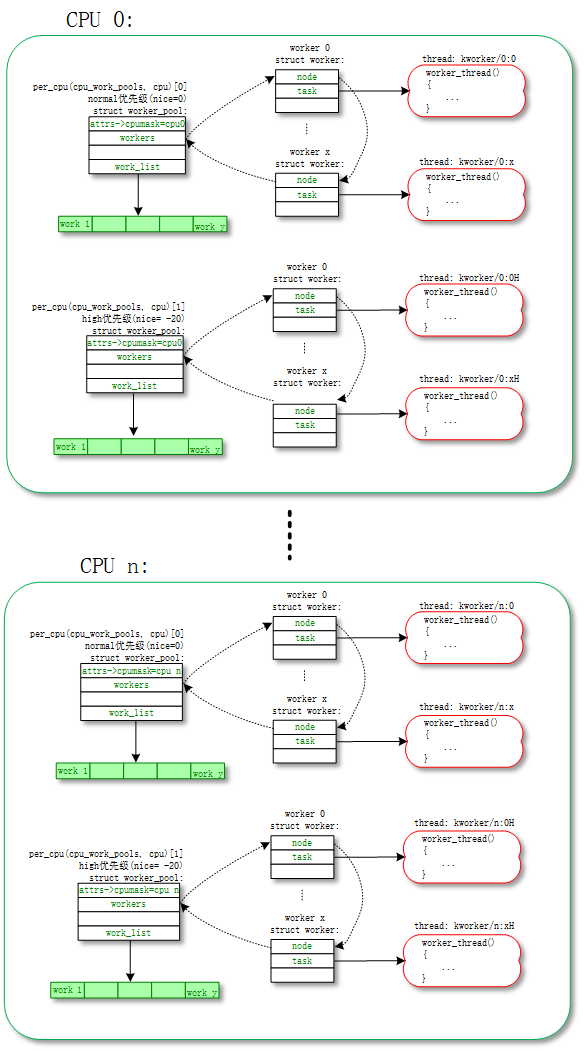 CPU 0:
per_cpu(cpu_work_pools, cpu)[0]
normal优先级(nice=0)
struct worker_pool:
attrs->cpumask=cpu0
workers
work_list
work 1
work y
worker 0
struct worker:
node
task
...
worker x
struct worker:
node
task
thread: kworker/0:0
worker_thread()
{
...
}
thread: kworker/0:x
worker_thread()
{
...
}
per_cpu(cpu_work_pools, cpu)[1]
high优先级(nice= -20)
struct worker_pool:
attrs->cpumask=cpu0
workers
work_list
work 1
work y
worker 0
struct worker:
node
task
...
worker x
struct worker:
node
task
thread: kworker/0:0H
worker_thread()
{
...
}
thread: kworker/0:xH
worker_thread()
{
...
}
CPU n:
per_cpu(cpu_work_pools, cpu)[0]
normal优先级(nice=0)
struct worker_pool:
attrs->cpumask=cpu n
workers
work_list
work 1
work y
worker 0
struct worker:
node
task
...
worker x
struct worker:
node
task
thread: kworker/n:0
worker_thread()
{
...
}
thread: kworker/n:x
worker_thread()
{
...
}
per_cpu(cpu_work_pools, cpu)[1]
high优先级(nice= -20)
struct worker_pool:
attrs->cpumask=cpu n
workers
work_list
work 1
work y
worker 0
struct worker:
node
task
...
worker x
struct worker:
node
task
thread: kworker/n:0H
worker_thread()
{
...
}
thread: kworker/n:xH
worker_thread()
{
...
}